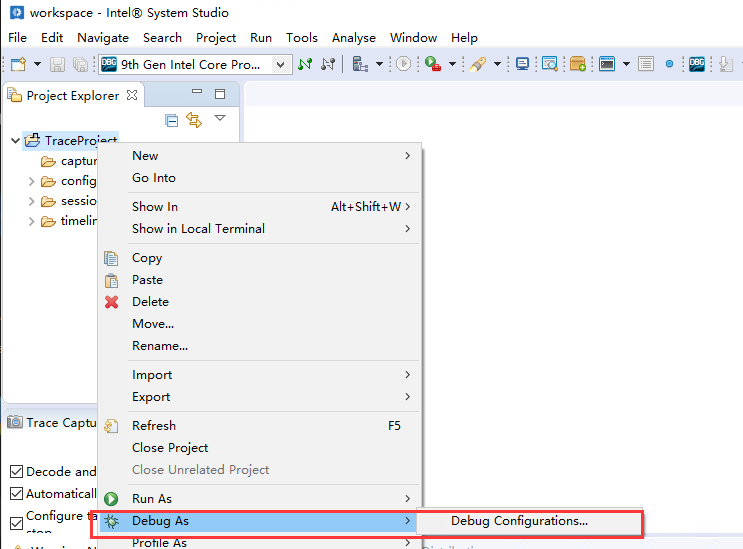 workspace - Intel® System Studio
File Edit Navigate Search Project Run Tools Analyse Window Help
DBG 9th Gen Intel Core Pro... DBG
Project Explorer
TraceProject
captur
config
sessio
timelin
New
Go Into
Show In Alt+Shift+W
Show in Local Terminal
Copy
Paste
Delete
Move...
Rename...
Import
Export
Refresh F5
Close Project
Close Unrelated Project
Run As
Debug As
Profile As
Debug Configurations...
Trace Captu
Decode and
Automaticall
Configure ta